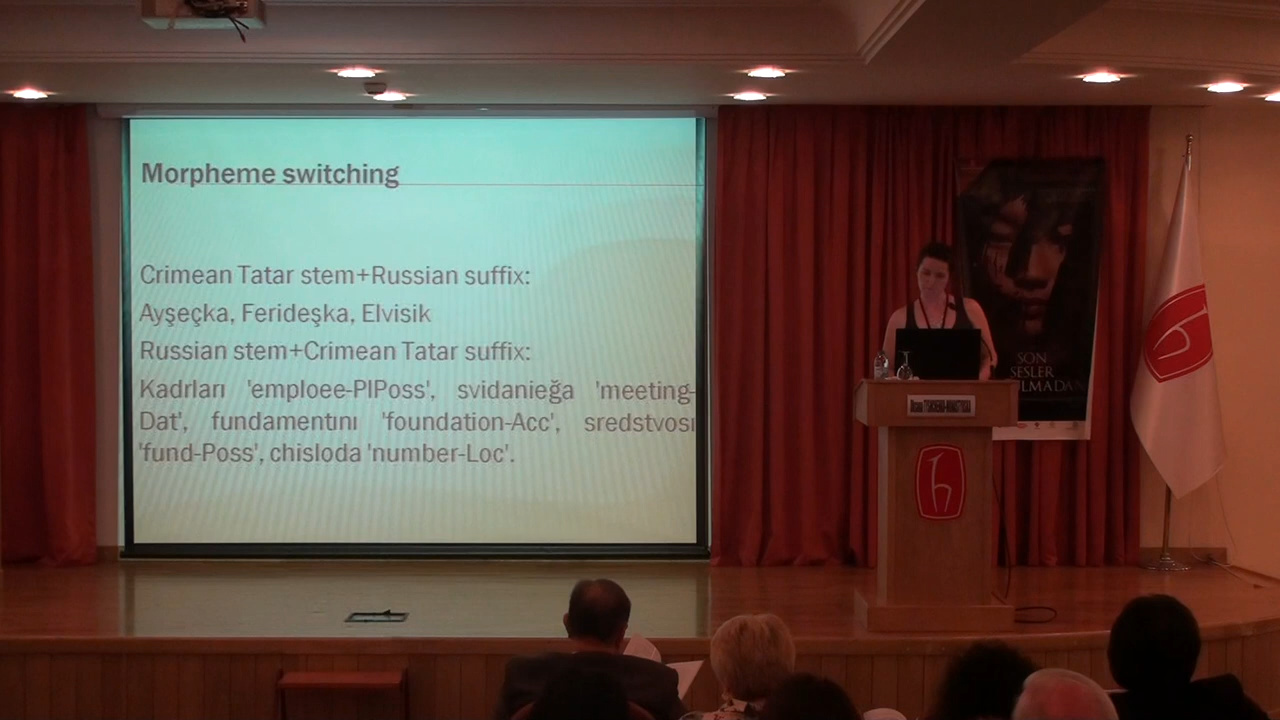 Morpheme switching
Crimean Tatar stem+Russian suffix:
Ayşeçka, Ferideşka, Elvisik
Russian stem+Crimean Tatar suffix:
Kadrları 'emploee-PlPoss', svidanieğa 'meeting-
Dat', fundamentını 'foundation-Acc', sredstvosı
'fund-Poss', chisloda 'number-Loc'.
SON
SESLER